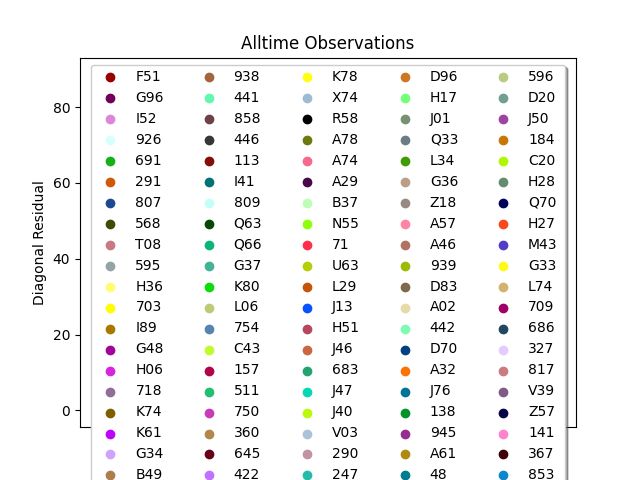 Alltime Observations
Diagonal Residual
80
60
40
20
0
F51 938 K78 D96 596
G96 441 X74 H17 D20
I52 858 R58 J01 J50
926 446 A78 Q33 184
691 113 A74 L34 C20
291 I41 A29 G36 H28
807 809 B37 Z18 Q70
568 Q63 N55 A57 H27
T08 Q66 71 A46 M43
595 G37 U63 939 G33
H36 K80 L29 D83 L74
703 L06 J13 A02 709
I89 754 H51 442 686
G48 C43 J46 D70 327
H06 157 683 A32 817
718 511 J47 J76 V39
K74 750 J40 138 Z57
K61 360 V03 945 141
G34 645 290 A61 367
B49 422 247 48 853